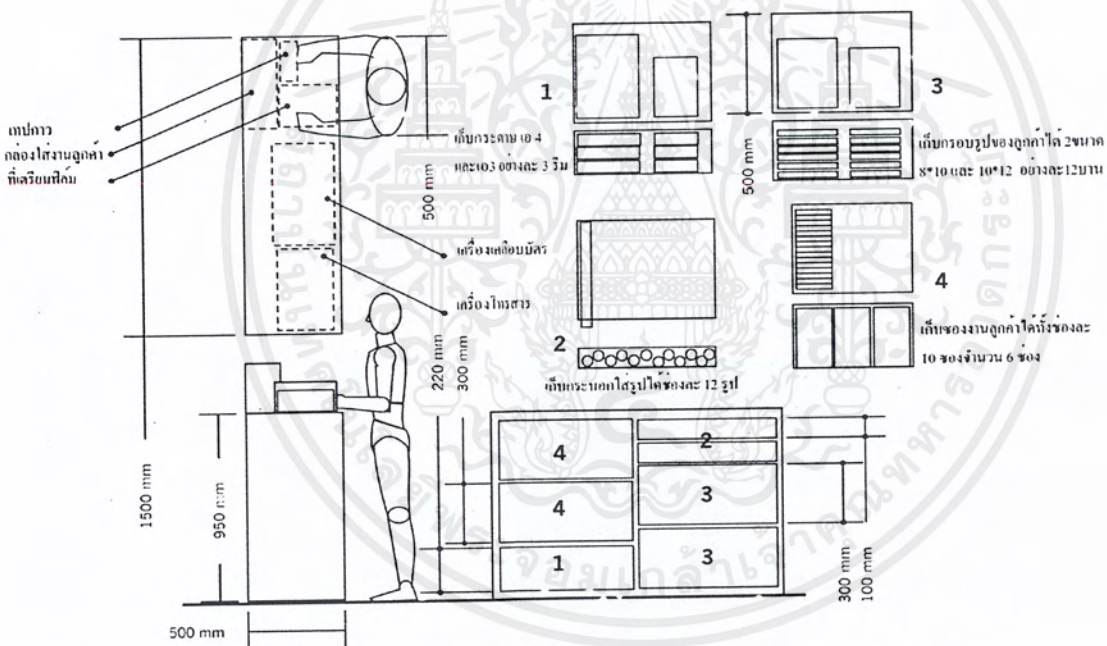 เทปกาว
กล่องใส่งานลูกค้า
ที่เตรียมฟิล์ม
1500 mm
950 mm
500 mm
500 mm
เก็บกระดาษ เอ 4
และเอ3 อย่างละ 3 รีม
เครื่องเคลือบบัตร
เครื่องโทรสาร
220 mm
300 mm
1
2
เก็บกระบอกใส่รูปได้ช่องละ 12 รูป
500 mm
3
เก็บกรอบรูปของลูกค้าได้ 2ขนาด
8*10 และ 10*12 อย่างละ12บาน
4
เก็บซองงานลูกค้าได้ทั้งช่องละ
10 ซองจำนวน 6 ช่อง
4
2
4
3
1
3
300 mm
100 mm